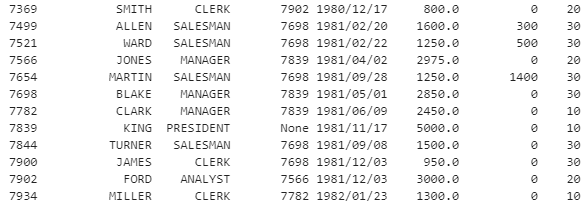 7369 SMITH CLERK 7902 1980/12/17 800.0 0 20
7499 ALLEN SALESMAN 7698 1981/02/20 1600.0 300 30
7521 WARD SALESMAN 7698 1981/02/22 1250.0 500 30
7566 JONES MANAGER 7839 1981/04/02 2975.0 0 20
7654 MARTIN SALESMAN 7698 1981/09/28 1250.0 1400 30
7698 BLAKE MANAGER 7839 1981/05/01 2850.0 0 30
7782 CLARK MANAGER 7839 1981/06/09 2450.0 0 10
7839 KING PRESIDENT None 1981/11/17 5000.0 0 10
7844 TURNER SALESMAN 7698 1981/09/08 1500.0 0 30
7900 JAMES CLERK 7698 1981/12/03 950.0 0 30
7902 FORD ANALYST 7566 1981/12/03 3000.0 0 20
7934 MILLER CLERK 7782 1982/01/23 1300.0 0 10